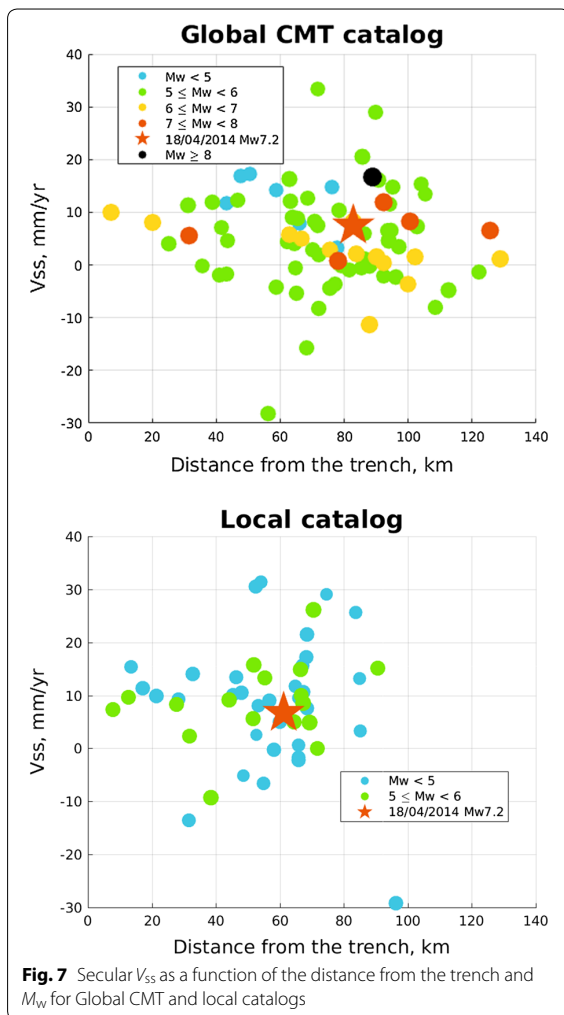 Global CMT catalog
40
30
20
10
0
-10
-20
-30
Vss, mm/yr
Mw < 5
5 ≤ Mw < 6
6 ≤ Mw < 7
7 ≤ Mw < 8
18/04/2014 Mw7.2
Mw ≥ 8
0 20 40 60 80 100 120 140
Distance from the trench, km
Local catalog
40
30
20
10
0
-10
-20
-30
Vss, mm/yr
Mw < 5
5 ≤ Mw < 6
18/04/2014 Mw7.2
0 20 40 60 80 100 120 140
Distance from the trench, km
Fig. 7 Secular Vss as a function of the distance from the trench and
Mw for Global CMT and local catalogs